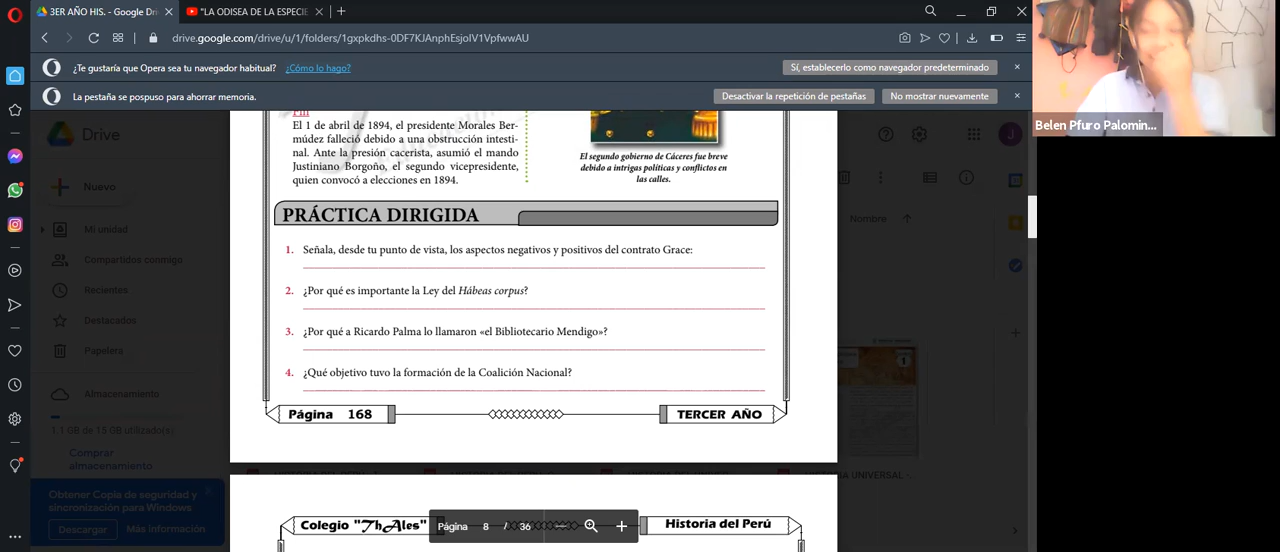 3ER AÑO HIS. - Google Dri
"LA ODISEA DE LA ESPECIE
drive.google.com/drive/u/1/folders/1gxpkdhs-0DF7KJAnphEsjolV1VpfwwAU
¿Te gustaría que Opera sea tu navegador habitual? ¿Cómo lo hago?
Sí, establecerlo como navegador predeterminado
La pestaña se pospuso para ahorrar memoria.
Desactivar la repetición de pestañas
No mostrar nuevamente
Belen Pfuro Palomin...
Drive
Nuevo
Mi unidad
Compartidos conmigo
Recientes
Destacados
Papelera
Almacenamiento
1.1 GB de 15 GB utilizado(s)
Comprar
almacenamiento
Obtener Copia de seguridad y
sincronización para Windows
Descargar
Más información
J
Nombre
Fin
El 1 de abril de 1894, el presidente Morales Ber-
múdez falleció debido a una obstrucción intesti-
nal. Ante la presión cacerista, asumió el mando
Justiniano Borgoño, el segundo vicepresidente,
quien convocó a elecciones en 1894.
El segundo gobierno de Cáceres fue breve
debido a intrigas políticas y conflictos en
las calles.
PRÁCTICA DIRIGIDA
1. Señala, desde tu punto de vista, los aspectos negativos y positivos del contrato Grace:
2. ¿Por qué es importante la Ley del Hábeas corpus?
3. ¿Por qué a Ricardo Palma lo llamaron «el Bibliotecario Mendigo»?
4. ¿Qué objetivo tuvo la formación de la Coalición Nacional?
Página 168
TERCER AÑO
Colegio "ThAles"
Historia del Perú
Página 8 / 36